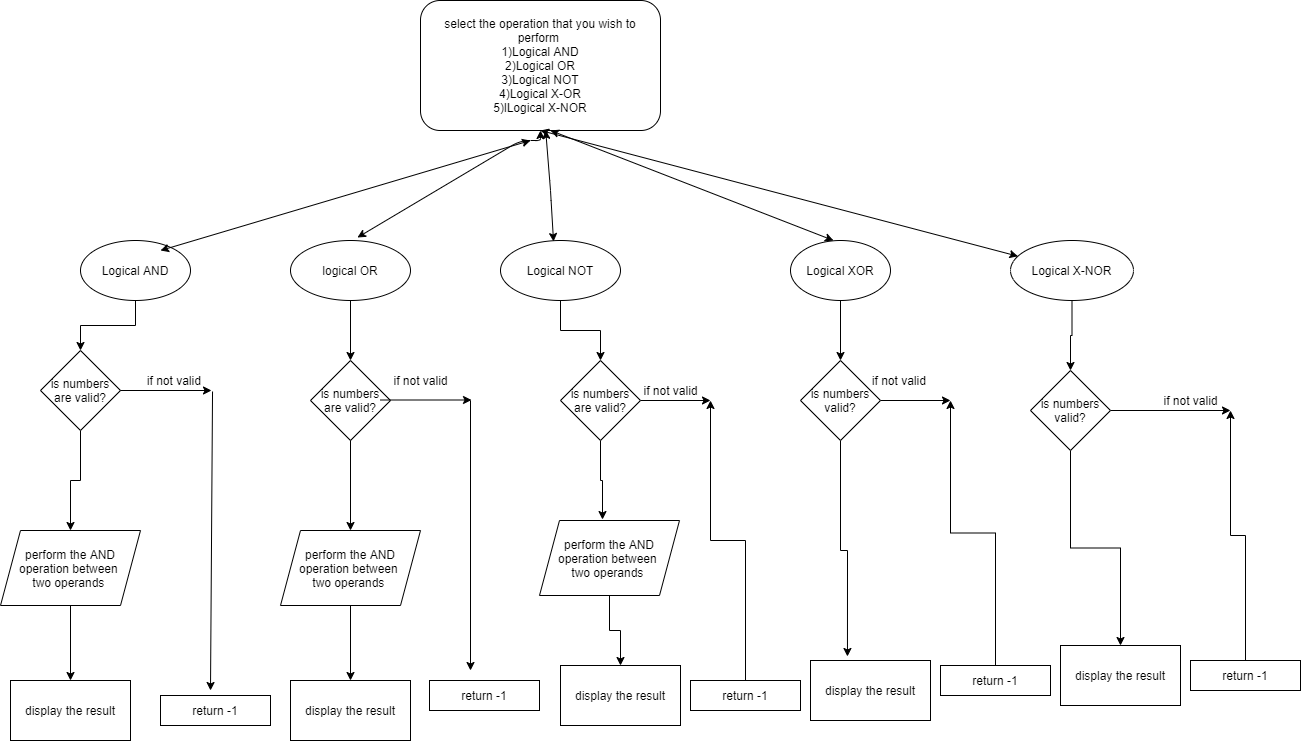 select the operation that you wish to
perform
1)Logical AND
2)Logical OR
3)Logical NOT
4)Logical X-OR
5)lLogical X-NOR
Logical AND
logical OR
Logical NOT
Logical XOR
Logical X-NOR
is numbers
are valid?
if not valid
is numbers
are valid?
if not valid
is numbers
are valid?
if not valid
is numbers
valid?
if not valid
is numbers
valid?
if not valid
perform the AND
operation between
two operands
perform the AND
operation between
two operands
perform the AND
operation between
two operands
display the result
return -1
display the result
return -1
display the result
return -1
display the result
return -1
display the result
return -1